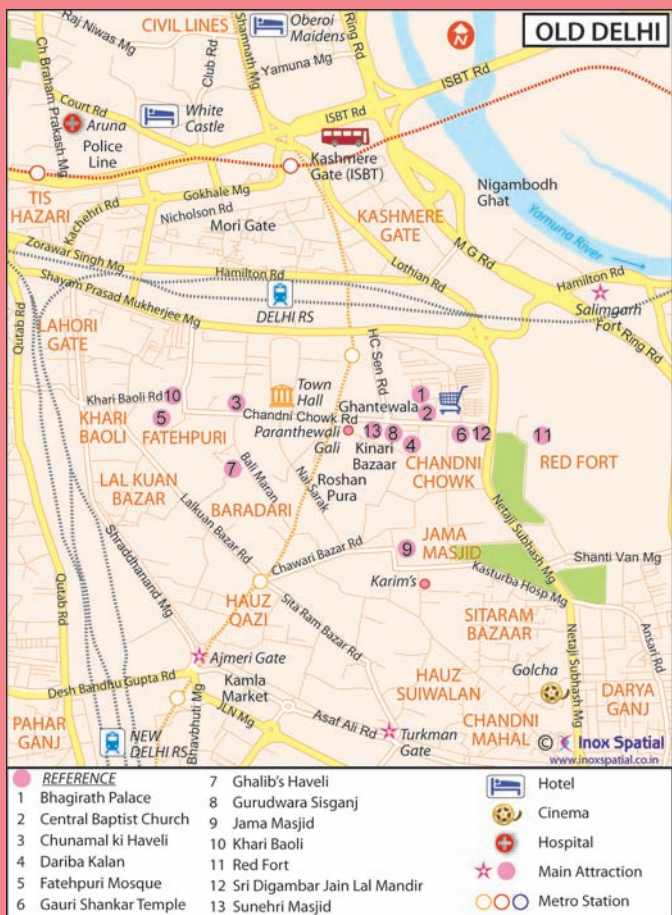 OLD DELHI
CIVIL LINES
Oberoi
Maidens
Raj Niwas Mg
Ch Braham Prakash Mg
Club Rd
Shamnath Mg
Yamuna Mg
Ring Rd
N
ISBT Rd
ISBT Rd
Court Rd
Aruna
White
Castle
Police
Line
Kashmere
Gate (ISBT)
TIS
HAZARI
Kachehri Rd
Gokhale Mg
Nicholson Rd
Mori Gate
KASHMERE
GATE
Nigambodh
Ghat
Yamuna River
M G Rd
Zorawar Singh Mg
Hamilton Rd
Lothian Rd
Hamilton Rd
Shayam Prasad Mukherjee Mg
DELHI RS
Salimgarh
Fort
Ring Rd
Qutab Rd
LAHORI
GATE
HC Sen Rd
Khari Baoli Rd
10
5
3
Town
Hall
1
Ghantewala
2
KHARI
BAOLI
FATEHPURI
Chandni Chowk Rd
Paranthewali
Gali
13
8
4
6
12
11
Kinari
Bazaar
CHANDNI
CHOWK
RED FORT
7
Bali Maran
Nai Sarak
Roshan
Pura
LAL KUAN
BAZAR
BARADARI
Lalkuan Bazar Rd
Shraddhanand Mg
Chawari Bazar Rd
9
JAMA
MASJID
Netaji Subhash Mg
Shanti Van Mg
Kasturba Hosp Mg
Karim's
Qutab Rd
HAUZ
QAZI
Sita Ram Bazar Rd
SITARAM
BAZAAR
Ansari Rd
Netaji Subhash Mg
Ajmeri Gate
Desh Bandhu Gupta Rd
Kamla
Market
HAUZ
SUIWALAN
Golcha
DARYA
GANJ
PAHAR
GANJ
NEW
DELHI RS
Bhavbhuti Mg
JLN Mg
Asaf Ali Rd
Turkman
Gate
CHANDNI
MAHAL
© Inox Spatial
www.inoxspatial.co.in
REFERENCE
1 Bhagirath Palace
2 Central Baptist Church
3 Chunamal ki Haveli
4 Dariba Kalan
5 Fatehpuri Mosque
6 Gauri Shankar Temple
7 Ghalib's Haveli
8 Gurudwara Sisganj
9 Jama Masjid
10 Khari Baoli
11 Red Fort
12 Sri Digambar Jain Lal Mandir
13 Sunehri Masjid
Hotel
Cinema
Hospital
Main Attraction
Metro Station